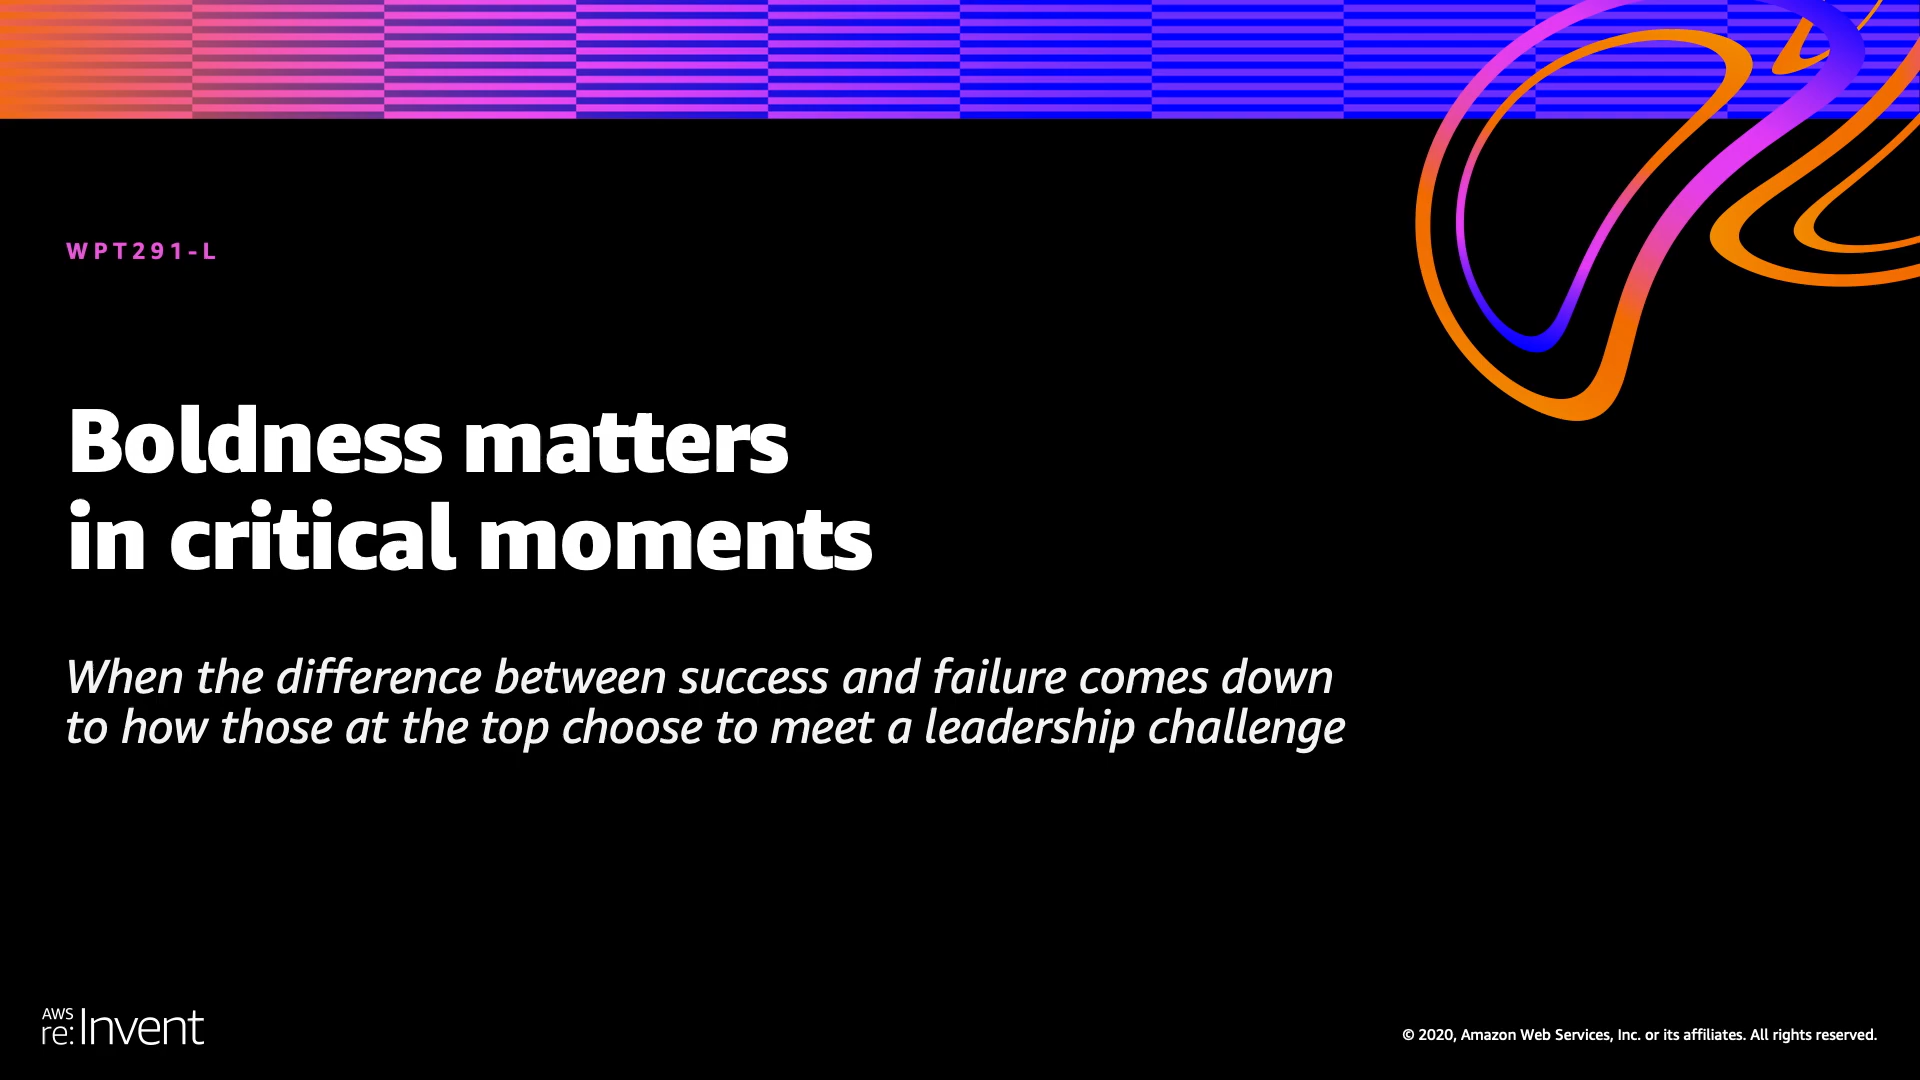 WPT291-L
Boldness matters
in critical moments
When the difference between success and failure comes down
to how those at the top choose to meet a leadership challenge
AWS
re:Invent
© 2020, Amazon Web Services, Inc. or its affiliates. All rights reserved.